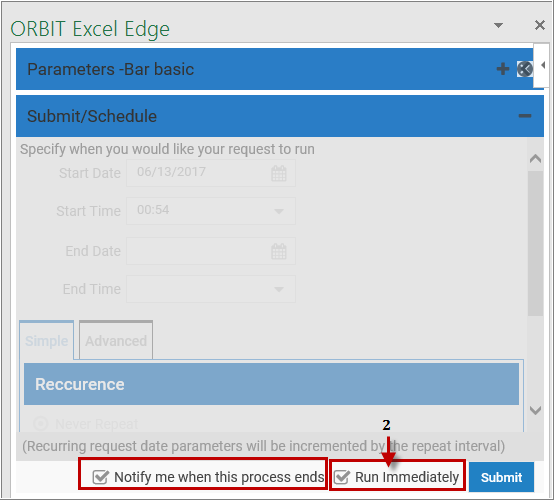 ORBIT Excel Edge
Parameters -Bar basic
Submit/Schedule
Specify when you would like your request to run
Start Date 06/13/2017
Start Time 00:54
End Date
End Time
Simple Advanced
Reccurence
Never Repeat
2
(Recurring request date parameters will be incremented by the repeat interval)
Notify me when this process ends Run Immediately Submit